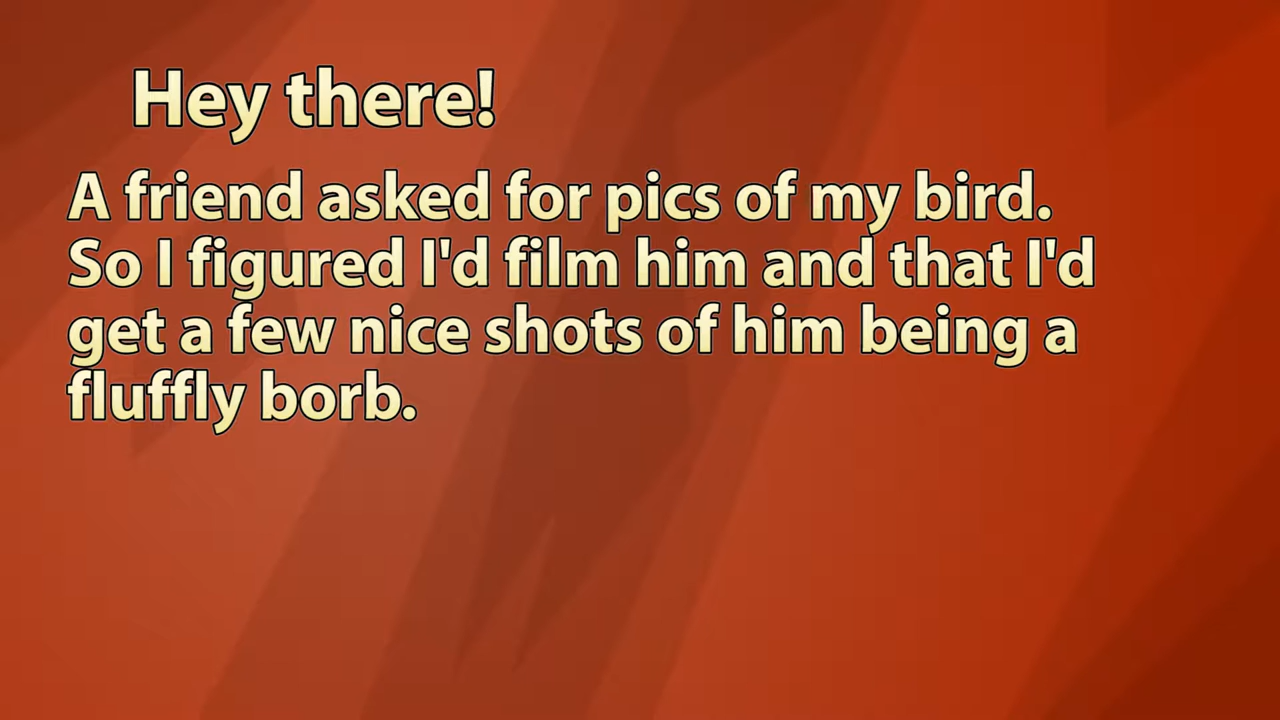 Hey there!
A friend asked for pics of my bird.
So I figured I'd film him and that I'd
get a few nice shots of him being a
fluffly borb.